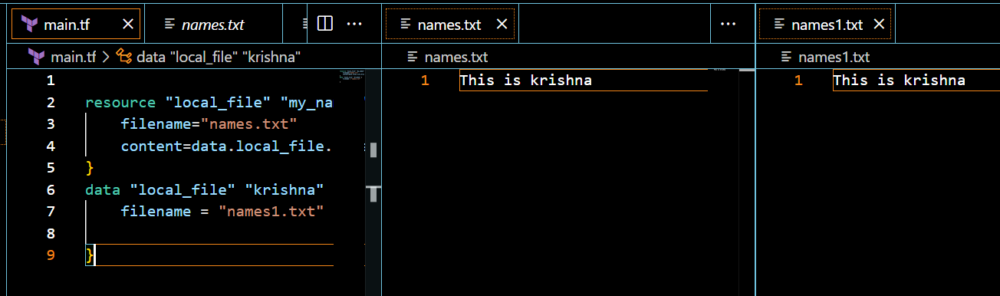 main.tf
names.txt
names.txt
names1.txt
main.tf > data "local_file" "krishna"
names.txt
names1.txt
1
2 resource "local_file" "my_na
3 filename="names.txt"
4 content=data.local_file.
5 }
6 data "local_file" "krishna"
7 filename = "names1.txt"
8
9 }
1 This is krishna
1 This is krishna